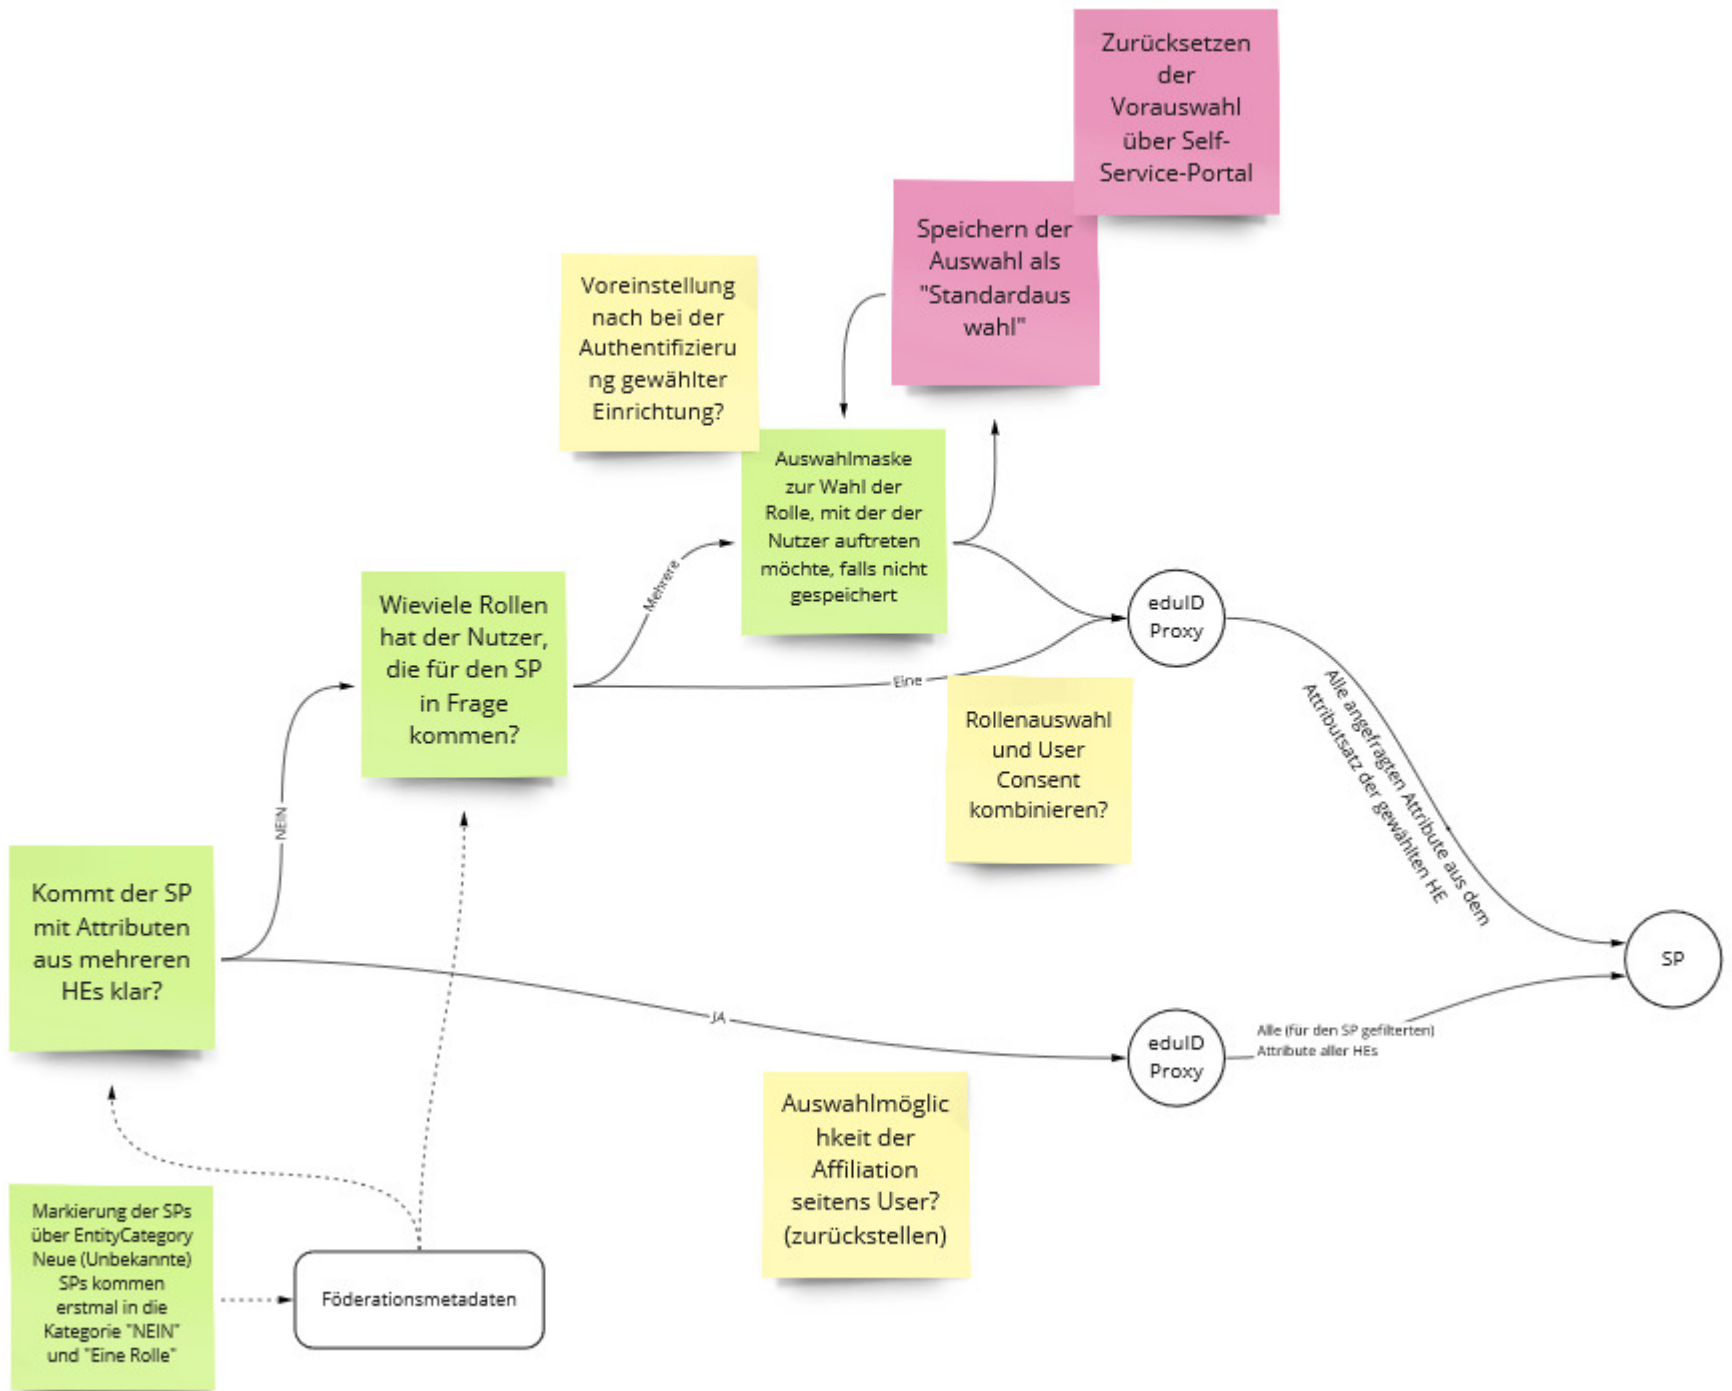 Zurücksetzen
der
Vorauswahl
über Self-
Service-Portal
Speichern der
Auswahl als
"Standardaus
wahl"
Voreinstellung
nach bei der
Authentifizieru
ng gewählter
Einrichtung?
Auswahlmaske
zur Wahl der
Rolle, mit der der
Nutzer auftreten
möchte, falls nicht
gespeichert
Mehrere
Wieviele Rollen
hat der Nutzer,
die für den SP
in Frage
kommen?
eduID
Proxy
Eine
Rollenauswahl
und User
Consent
kombinieren?
Alle angefragten Attribute aus dem
Attributsatz der gewählten HE
NEIN
Kommt der SP
mit Attributen
aus mehreren
HEs klar?
SP
JA
eduID
Proxy
Alle (für den SP gefilterten)
Attribute aller HEs
Auswahlmöglic
hkeit der
Affiliation
seitens User?
(zurückstellen)
Markierung der SPs
über EntityCategory
Neue (Unbekannte)
SPs kommen
erstmal in die
Kategorie "NEIN"
und "Eine Rolle"
Föderationsmetadaten